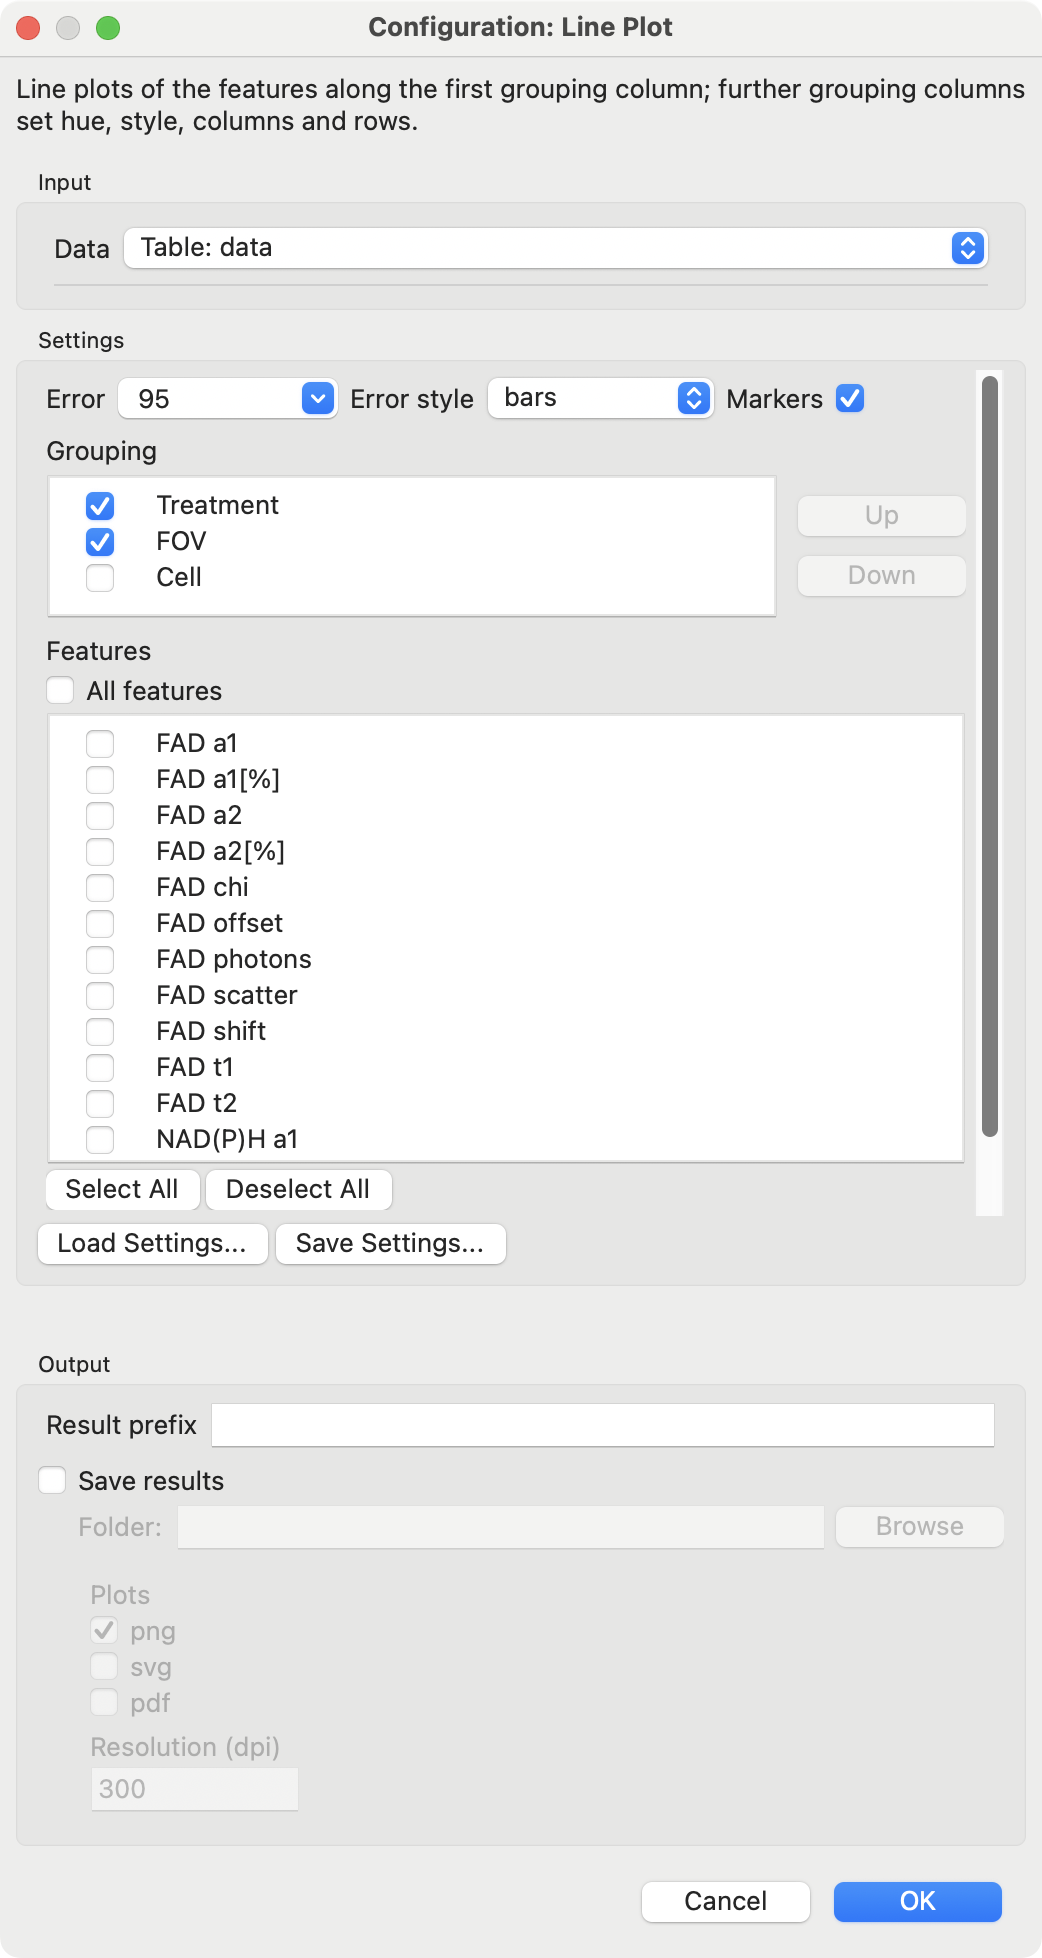 Configuration: Line Plot
Line plots of the features along the first grouping column; further grouping columns
set hue, style, columns and rows.
Input
Data Table: data
Settings
Error 95 Error style bars Markers
Grouping
Treatment
FOV
Cell
Up
Down
Features
All features
FAD a1
FAD a1[%]
FAD a2
FAD a2[%]
FAD chi
FAD offset
FAD photons
FAD scatter
FAD shift
FAD t1
FAD t2
NAD(P)H a1
Select All Deselect All
Load Settings... Save Settings...
Output
Result prefix
Save results
Folder: Browse
Plots
png
svg
pdf
Resolution (dpi)
300
Cancel OK